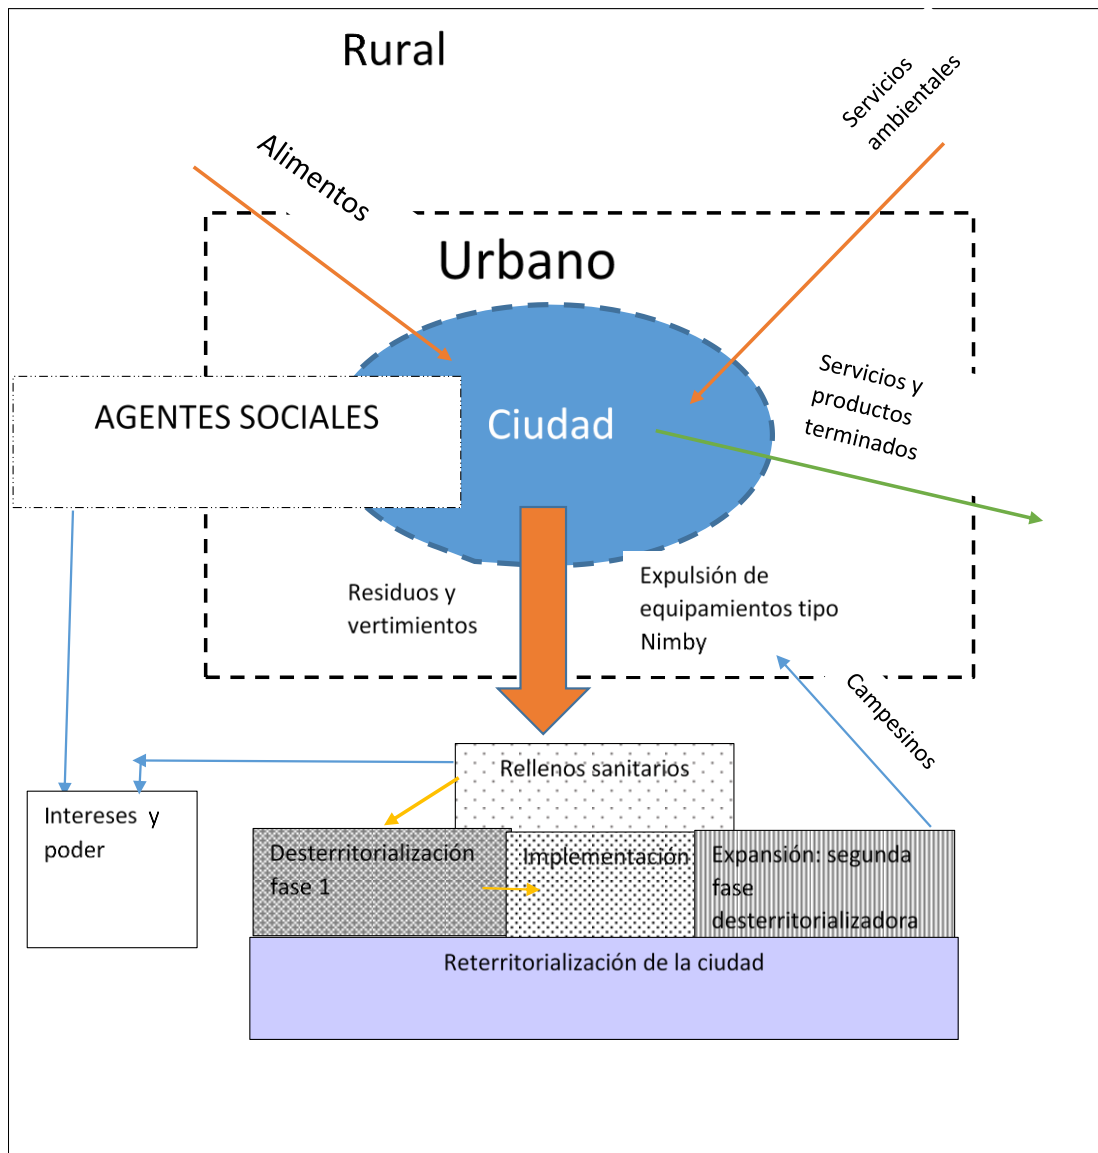 Rural
Servicios
ambientales
Alimentos
Urbano
Servicios y
productos
terminados
AGENTES SOCIALES
Ciudad
Residuos y
vertimientos
Expulsión de
equipamientos tipo
Nimby
Campesinos
Rellenos sanitarios
Intereses y
poder
Desterritorialización
fase 1
Implementación
Expansión: segunda
fase
desterritorializadora
Reterritorialización de la ciudad